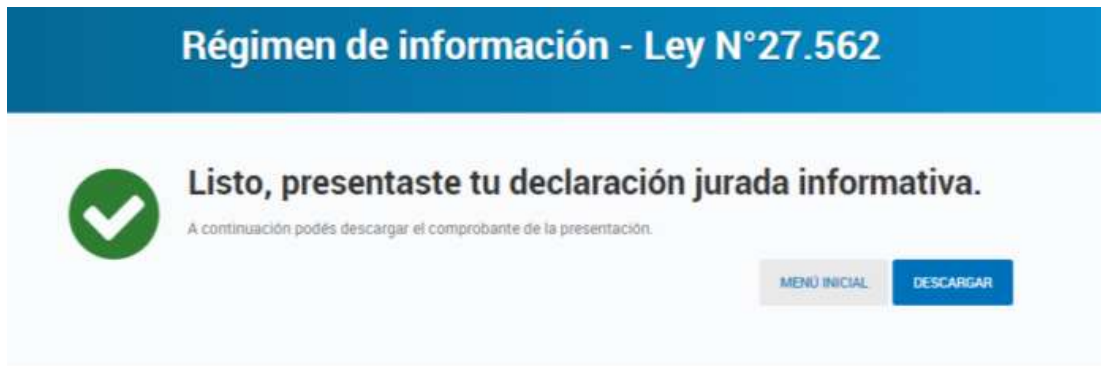 Régimen de información - Ley N°27.562
Listo, presentaste tu declaración jurada informativa.
A continuación podés descargar el comprobante de la presentación.
MENÚ INICIAL
DESCARGAR